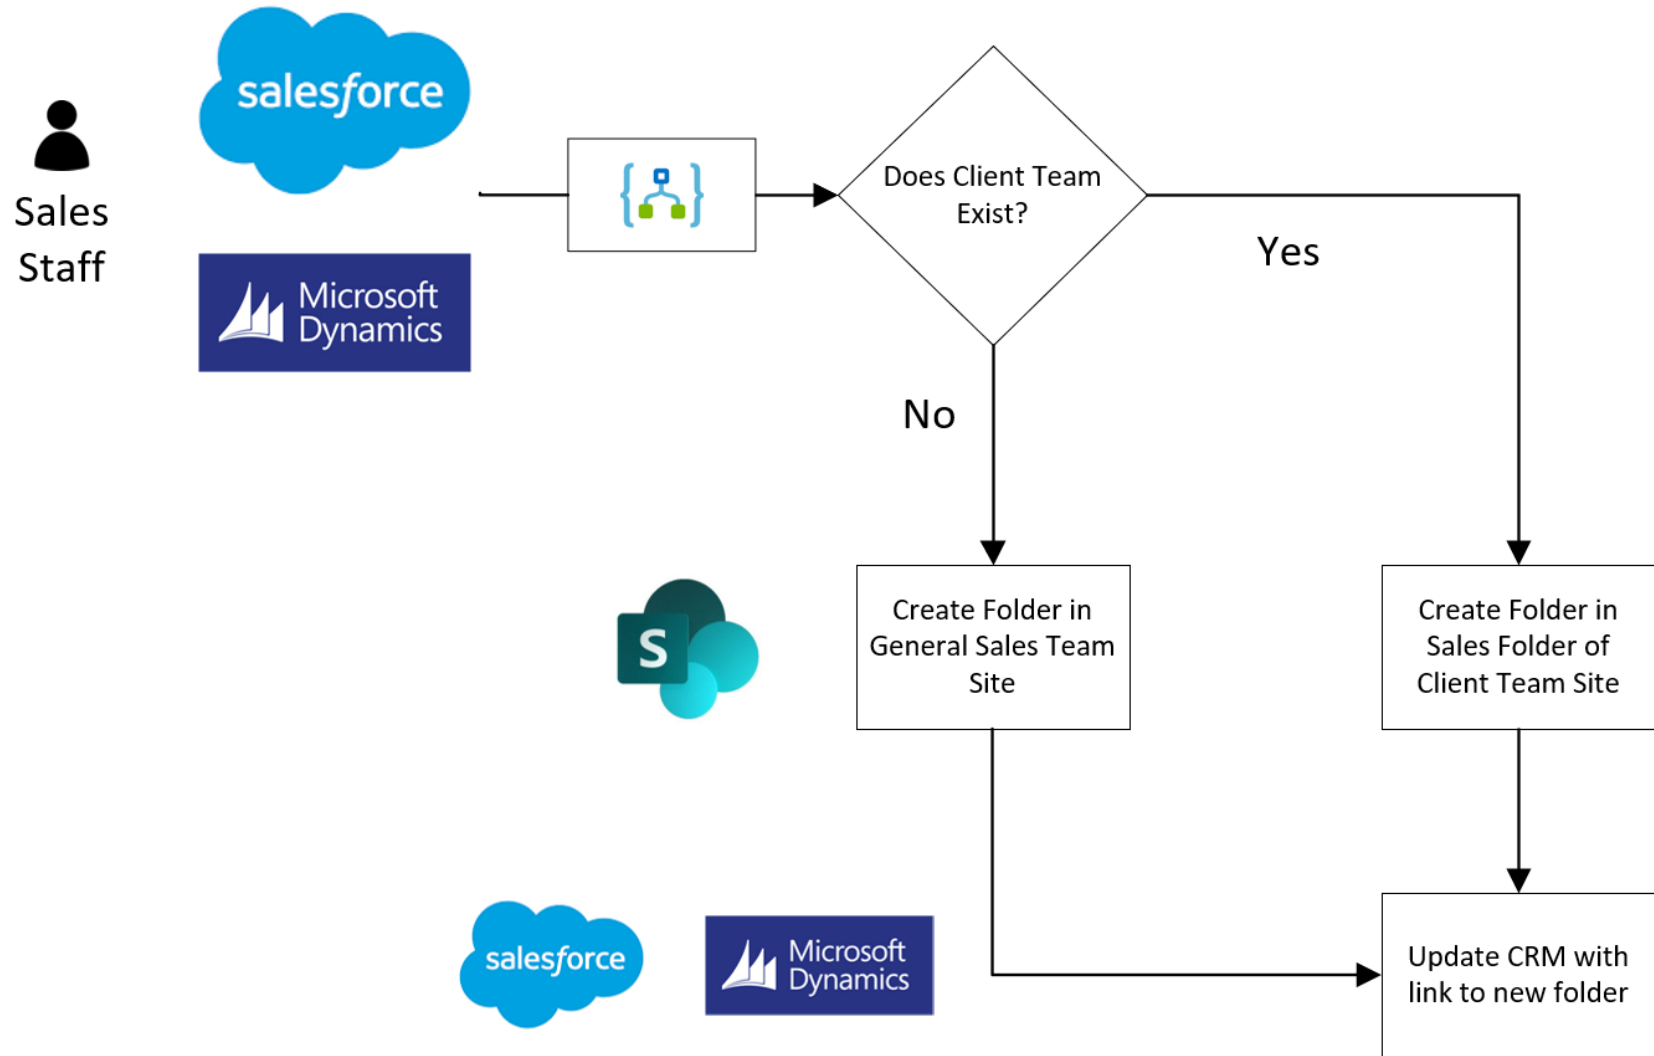 salesforce
Sales
Staff
Microsoft
Dynamics
Does Client Team
Exist?
Yes
No
S
Create Folder in
General Sales Team
Site
Create Folder in
Sales Folder of
Client Team Site
salesforce
Microsoft
Dynamics
Update CRM with
link to new folder